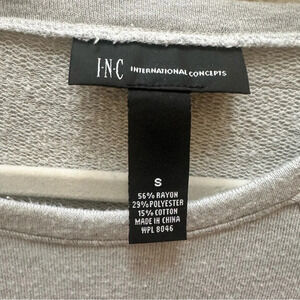 I·N·C INTERNATIONAL CONCEPTS
S
56% RAYON
29% POLYESTER
15% COTTON
MADE IN CHINA
WPL 8046